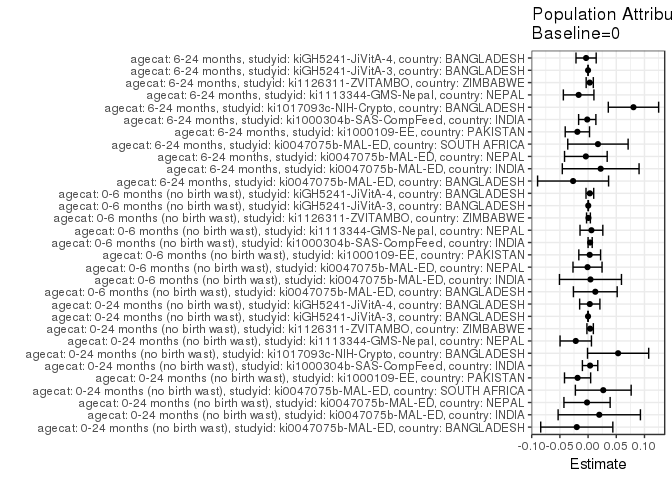 Population Attribu
Baseline=0
agecat: 6-24 months, studyid: kiGH5241-JiVitA-4, country: BANGLADESH
agecat: 6-24 months, studyid: kiGH5241-JiVitA-3, country: BANGLADESH
agecat: 6-24 months, studyid: ki1126311-ZVITAMBO, country: ZIMBABWE
agecat: 6-24 months, studyid: ki1113344-GMS-Nepal, country: NEPAL
agecat: 6-24 months, studyid: ki1017093c-NIH-Crypto, country: BANGLADESH
agecat: 6-24 months, studyid: ki1000304b-SAS-CompFeed, country: INDIA
agecat: 6-24 months, studyid: ki1000109-EE, country: PAKISTAN
agecat: 6-24 months, studyid: ki0047075b-MAL-ED, country: SOUTH AFRICA
agecat: 6-24 months, studyid: ki0047075b-MAL-ED, country: NEPAL
agecat: 6-24 months, studyid: ki0047075b-MAL-ED, country: INDIA
agecat: 6-24 months, studyid: ki0047075b-MAL-ED, country: BANGLADESH
agecat: 0-6 months (no birth wast), studyid: kiGH5241-JiVitA-4, country: BANGLADESH
agecat: 0-6 months (no birth wast), studyid: kiGH5241-JiVitA-3, country: BANGLADESH
agecat: 0-6 months (no birth wast), studyid: ki1126311-ZVITAMBO, country: ZIMBABWE
agecat: 0-6 months (no birth wast), studyid: ki1113344-GMS-Nepal, country: NEPAL
agecat: 0-6 months (no birth wast), studyid: ki1000304b-SAS-CompFeed, country: INDIA
agecat: 0-6 months (no birth wast), studyid: ki1000109-EE, country: PAKISTAN
agecat: 0-6 months (no birth wast), studyid: ki0047075b-MAL-ED, country: NEPAL
agecat: 0-6 months (no birth wast), studyid: ki0047075b-MAL-ED, country: INDIA
agecat: 0-6 months (no birth wast), studyid: ki0047075b-MAL-ED, country: BANGLADESH
agecat: 0-24 months (no birth wast), studyid: kiGH5241-JiVitA-4, country: BANGLADESH
agecat: 0-24 months (no birth wast), studyid: kiGH5241-JiVitA-3, country: BANGLADESH
agecat: 0-24 months (no birth wast), studyid: ki1126311-ZVITAMBO, country: ZIMBABWE
agecat: 0-24 months (no birth wast), studyid: ki1113344-GMS-Nepal, country: NEPAL
agecat: 0-24 months (no birth wast), studyid: ki1017093c-NIH-Crypto, country: BANGLADESH
agecat: 0-24 months (no birth wast), studyid: ki1000304b-SAS-CompFeed, country: INDIA
agecat: 0-24 months (no birth wast), studyid: ki1000109-EE, country: PAKISTAN
agecat: 0-24 months (no birth wast), studyid: ki0047075b-MAL-ED, country: SOUTH AFRICA
agecat: 0-24 months (no birth wast), studyid: ki0047075b-MAL-ED, country: NEPAL
agecat: 0-24 months (no birth wast), studyid: ki0047075b-MAL-ED, country: INDIA
agecat: 0-24 months (no birth wast), studyid: ki0047075b-MAL-ED, country: BANGLADESH
-0.10 -0.05 0.00 0.05 0.10
Estimate